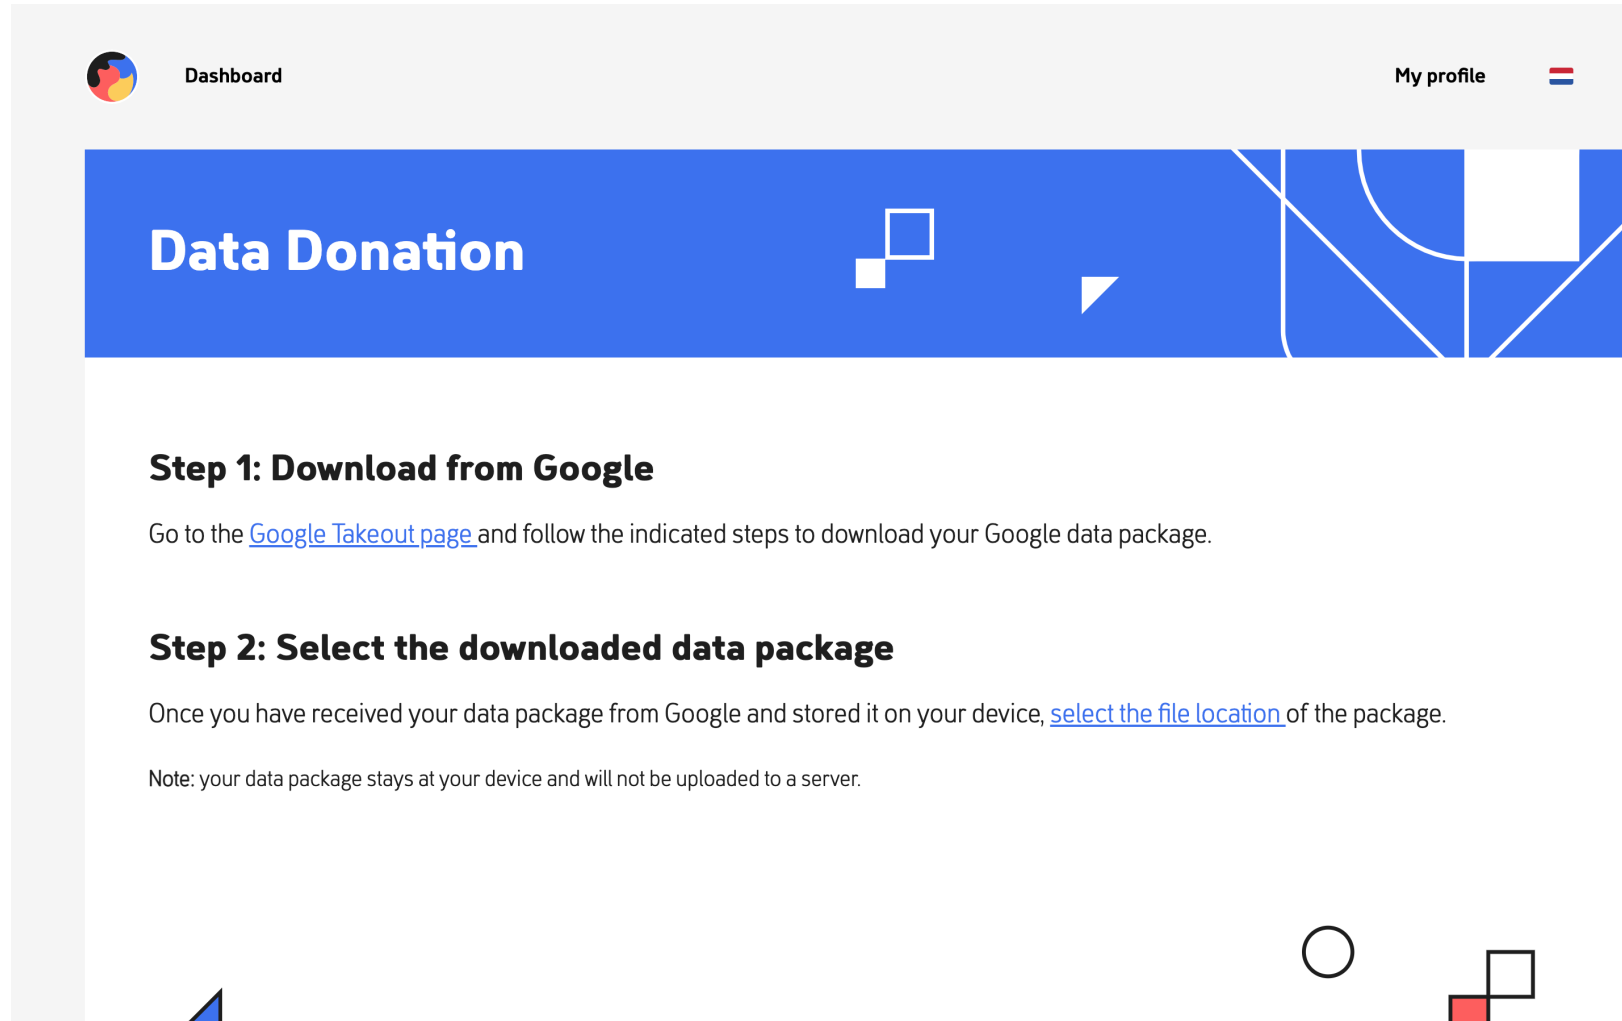 Dashboard
My profile
Data Donation
Step 1: Download from Google
Go to the Google Takeout page and follow the indicated steps to download your Google data package.
Step 2: Select the downloaded data package
Once you have received your data package from Google and stored it on your device, select the file location of the package.
Note: your data package stays at your device and will not be uploaded to a server.